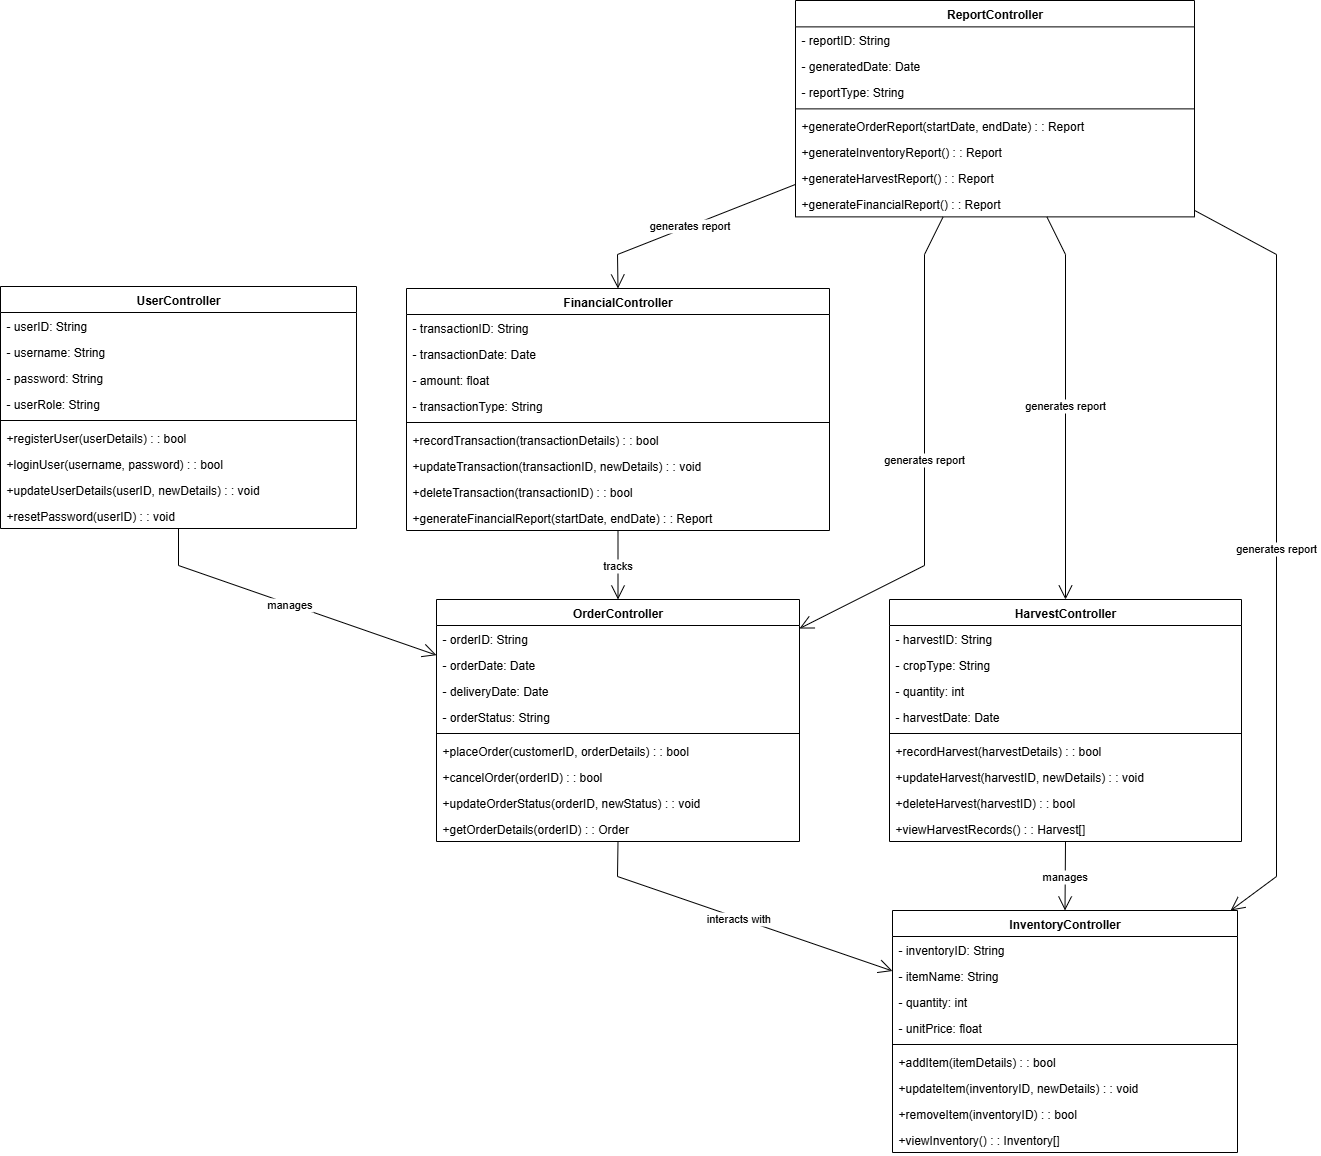 ReportController
- reportID: String
- generatedDate: Date
- reportType: String
+generateOrderReport(startDate, endDate) : : Report
+generateInventoryReport() : : Report
+generateHarvestReport() : : Report
+generateFinancialReport() : : Report
generates report
generates report
generates report
generates report
UserController
- userID: String
- username: String
- password: String
- userRole: String
+registerUser(userDetails) : : bool
+loginUser(username, password) : : bool
+updateUserDetails(userID, newDetails) : : void
+resetPassword(userID) : : void
manages
FinancialController
- transactionID: String
- transactionDate: Date
- amount: float
- transactionType: String
+recordTransaction(transactionDetails) : : bool
+updateTransaction(transactionID, newDetails) : : void
+deleteTransaction(transactionID) : : bool
+generateFinancialReport(startDate, endDate) : : Report
tracks
OrderController
- orderID: String
- orderDate: Date
- deliveryDate: Date
- orderStatus: String
+placeOrder(customerID, orderDetails) : : bool
+cancelOrder(orderID) : : bool
+updateOrderStatus(orderID, newStatus) : : void
+getOrderDetails(orderID) : : Order
interacts with
HarvestController
- harvestID: String
- cropType: String
- quantity: int
- harvestDate: Date
+recordHarvest(harvestDetails) : : bool
+updateHarvest(harvestID, newDetails) : : void
+deleteHarvest(harvestID) : : bool
+viewHarvestRecords() : : Harvest[]
manages
InventoryController
- inventoryID: String
- itemName: String
- quantity: int
- unitPrice: float
+addItem(itemDetails) : : bool
+updateItem(inventoryID, newDetails) : : void
+removeItem(inventoryID) : : bool
+viewInventory() : : Inventory[]